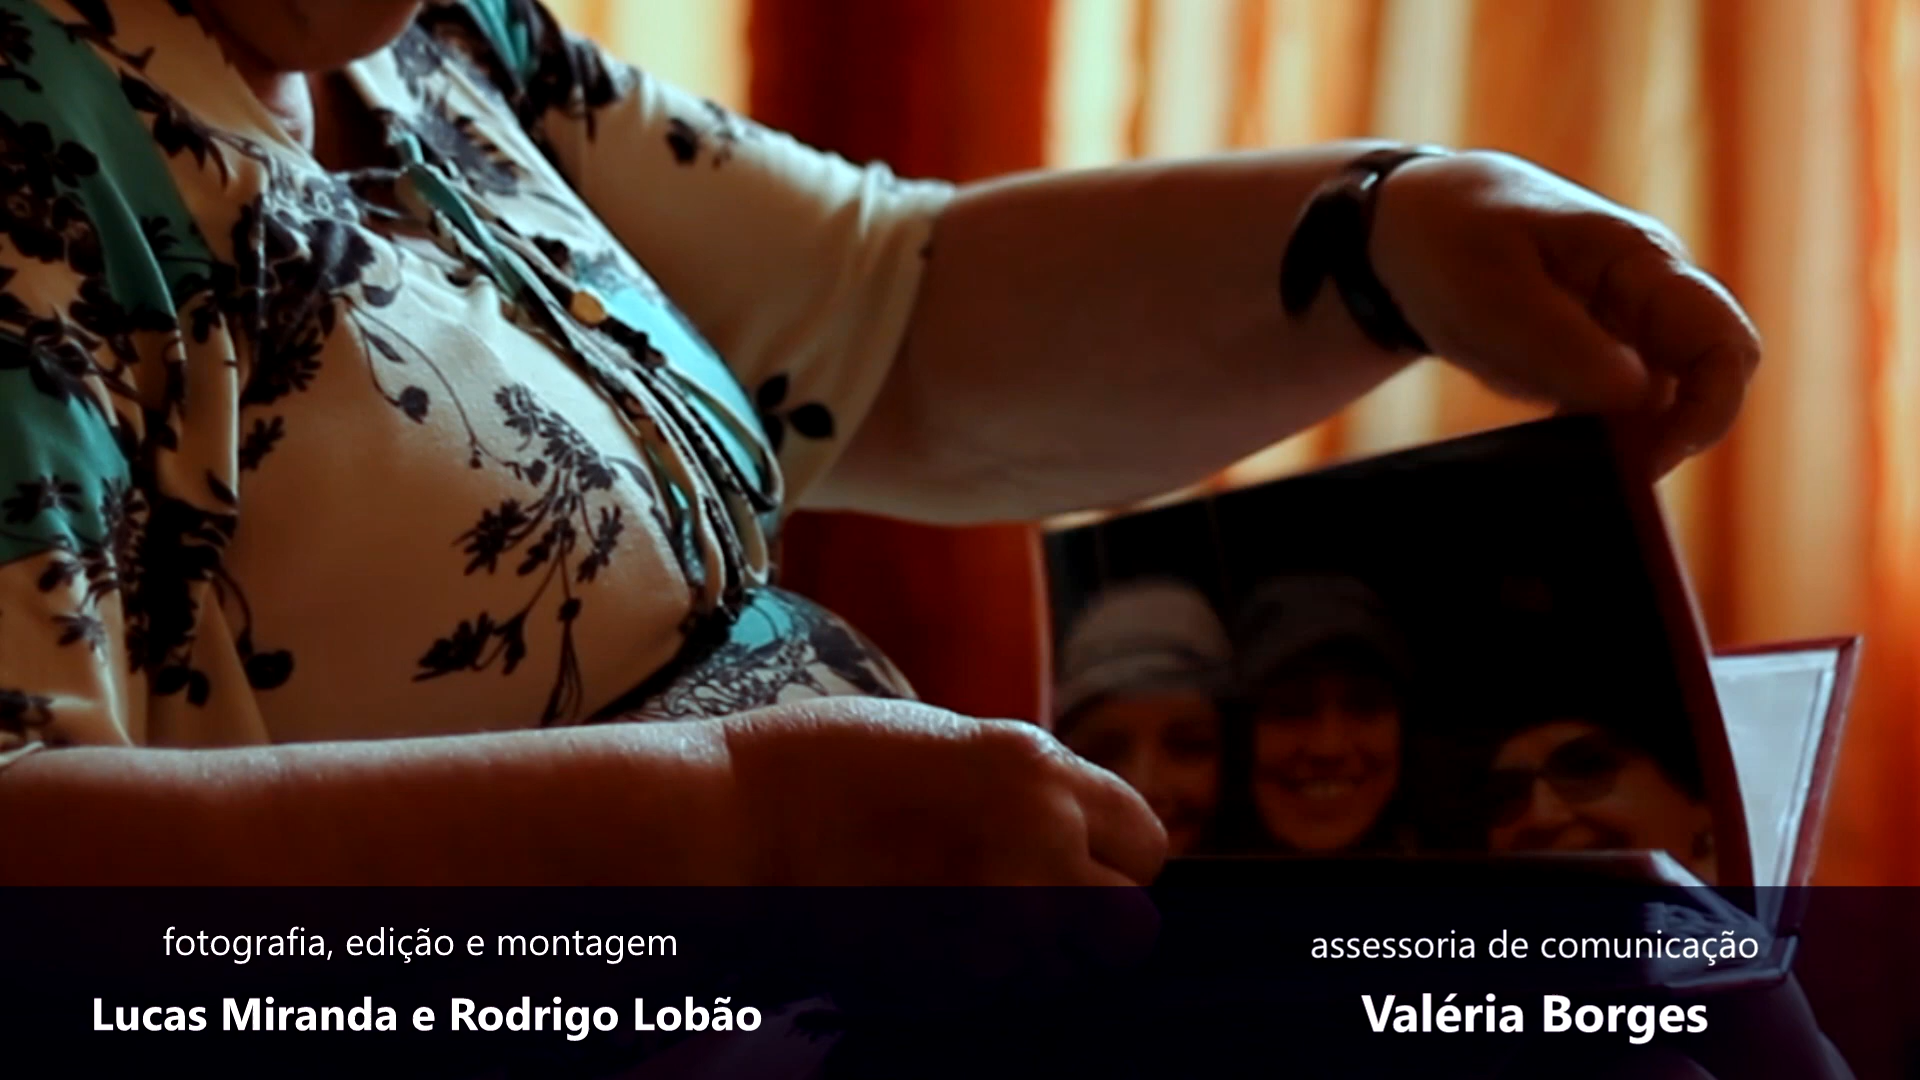 fotografia, edição e montagem
Lucas Miranda e Rodrigo Lobão
assessoria de comunicação
Valéria Borges